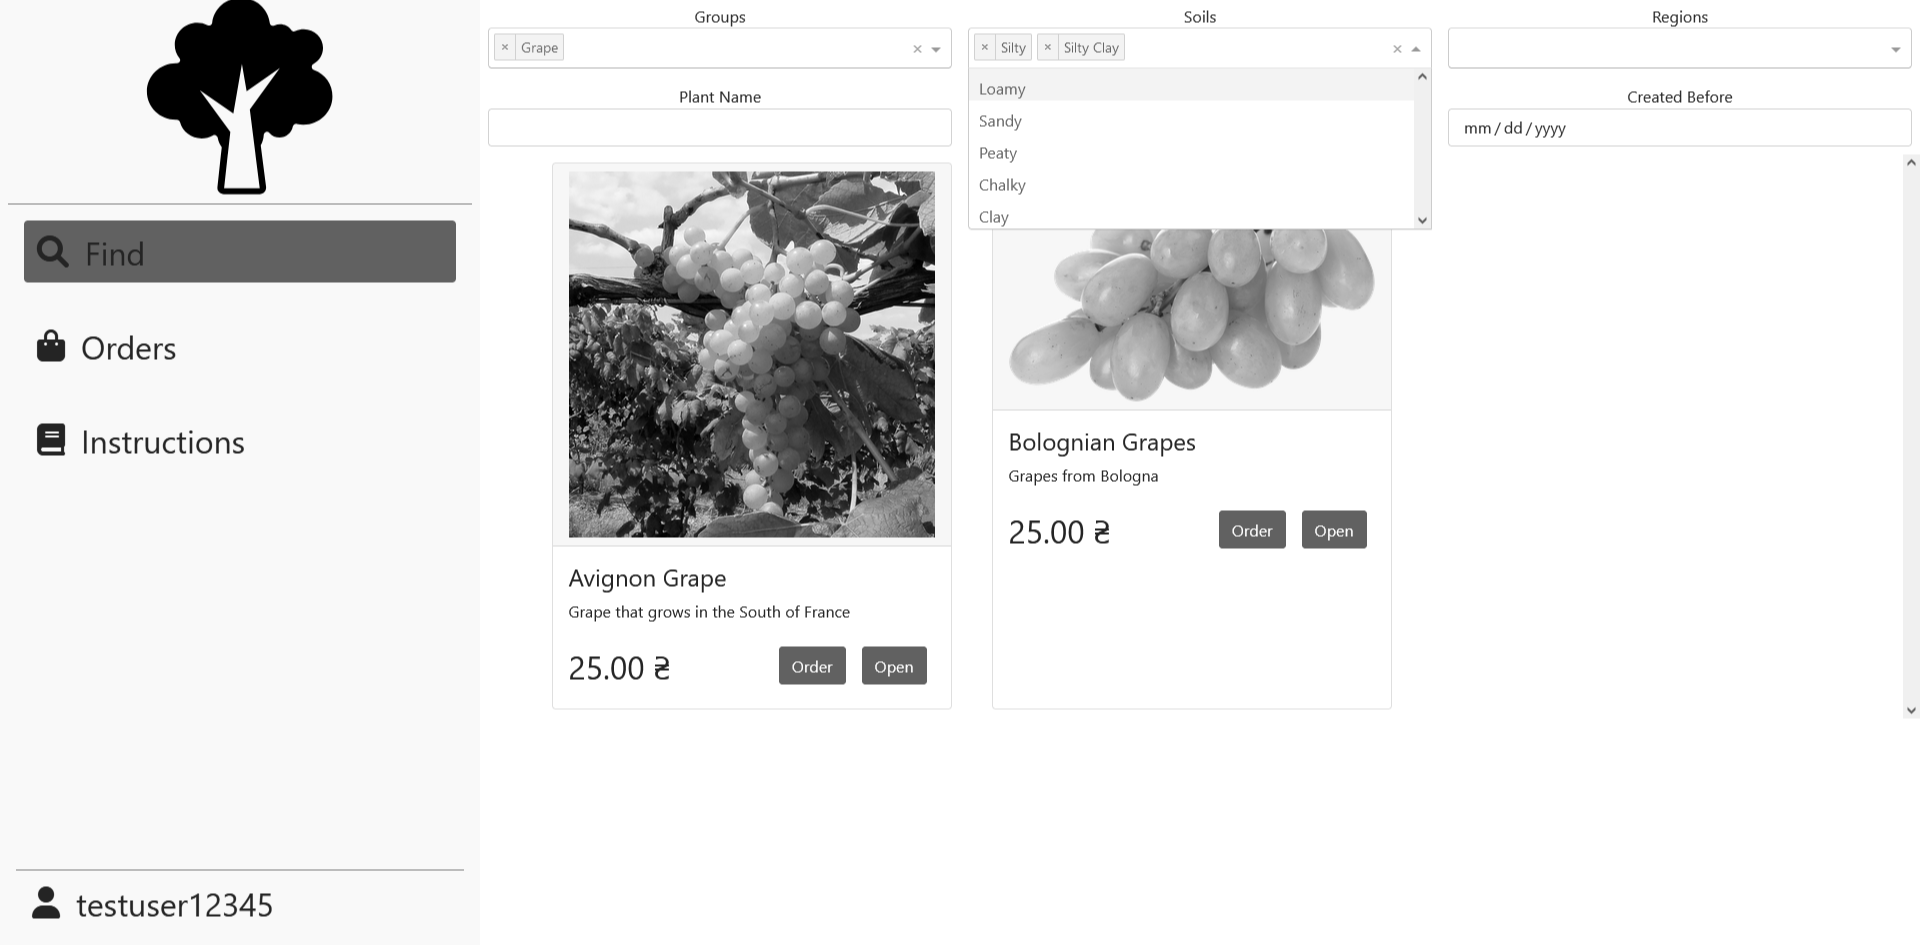 Find
Orders
Instructions
testuser12345
Groups
× Grape
Soils
× Silty × Silty Clay
Loamy
Sandy
Peaty
Chalky
Clay
Regions
Plant Name
Created Before
mm/dd/yyyy
Avignon Grape
Grape that grows in the South of France
25.00 ₴
Order
Open
Bolognian Grapes
Grapes from Bologna
25.00 ₴
Order
Open